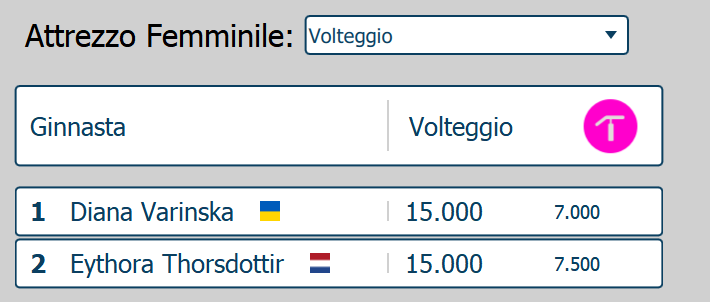 Attrezzo Femminile: Volteggio
Ginnasta Volteggio
1 Diana Varinska 15.000 7.000
2 Eythora Thorsdottir 15.000 7.500